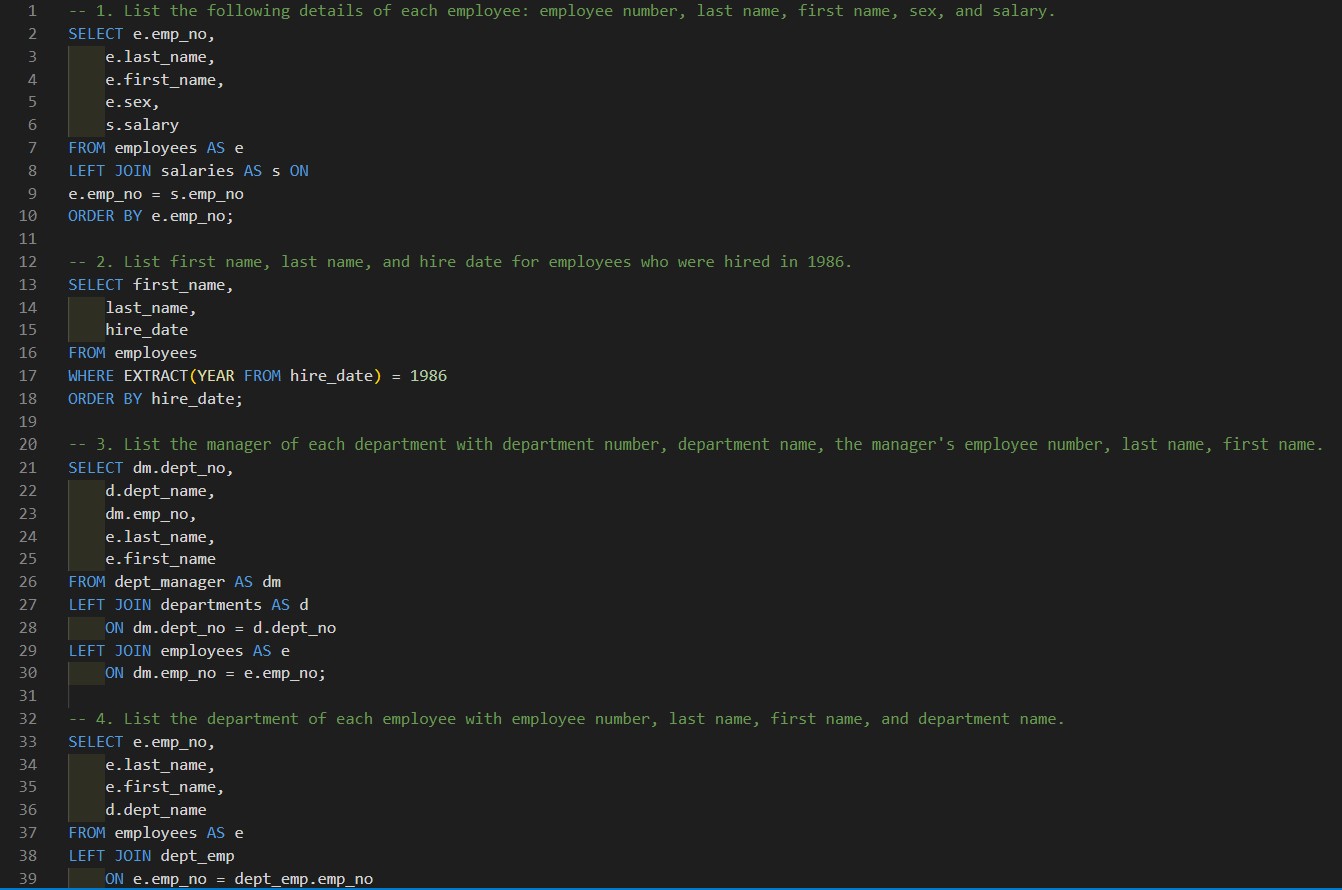 1 -- 1. List the following details of each employee: employee number, last name, first name, sex, and salary.
2 SELECT e.emp_no,
3     e.last_name,
4     e.first_name,
5     e.sex,
6     s.salary
7 FROM employees AS e
8 LEFT JOIN salaries AS s ON
9 e.emp_no = s.emp_no
10 ORDER BY e.emp_no;
11
12 -- 2. List first name, last name, and hire date for employees who were hired in 1986.
13 SELECT first_name,
14     last_name,
15     hire_date
16 FROM employees
17 WHERE EXTRACT(YEAR FROM hire_date) = 1986
18 ORDER BY hire_date;
19
20 -- 3. List the manager of each department with department number, department name, the manager's employee number, last name, first name.
21 SELECT dm.dept_no,
22     d.dept_name,
23     dm.emp_no,
24     e.last_name,
25     e.first_name
26 FROM dept_manager AS dm
27 LEFT JOIN departments AS d
28     ON dm.dept_no = d.dept_no
29 LEFT JOIN employees AS e
30     ON dm.emp_no = e.emp_no;
31
32 -- 4. List the department of each employee with employee number, last name, first name, and department name.
33 SELECT e.emp_no,
34     e.last_name,
35     e.first_name,
36     d.dept_name
37 FROM employees AS e
38 LEFT JOIN dept_emp
39     ON e.emp_no = dept_emp.emp_no